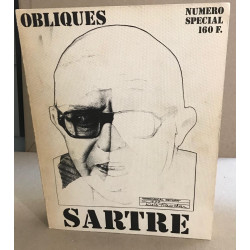 OBLIQUES
NUMERO
SPECIAL
160 F.
SARTRE